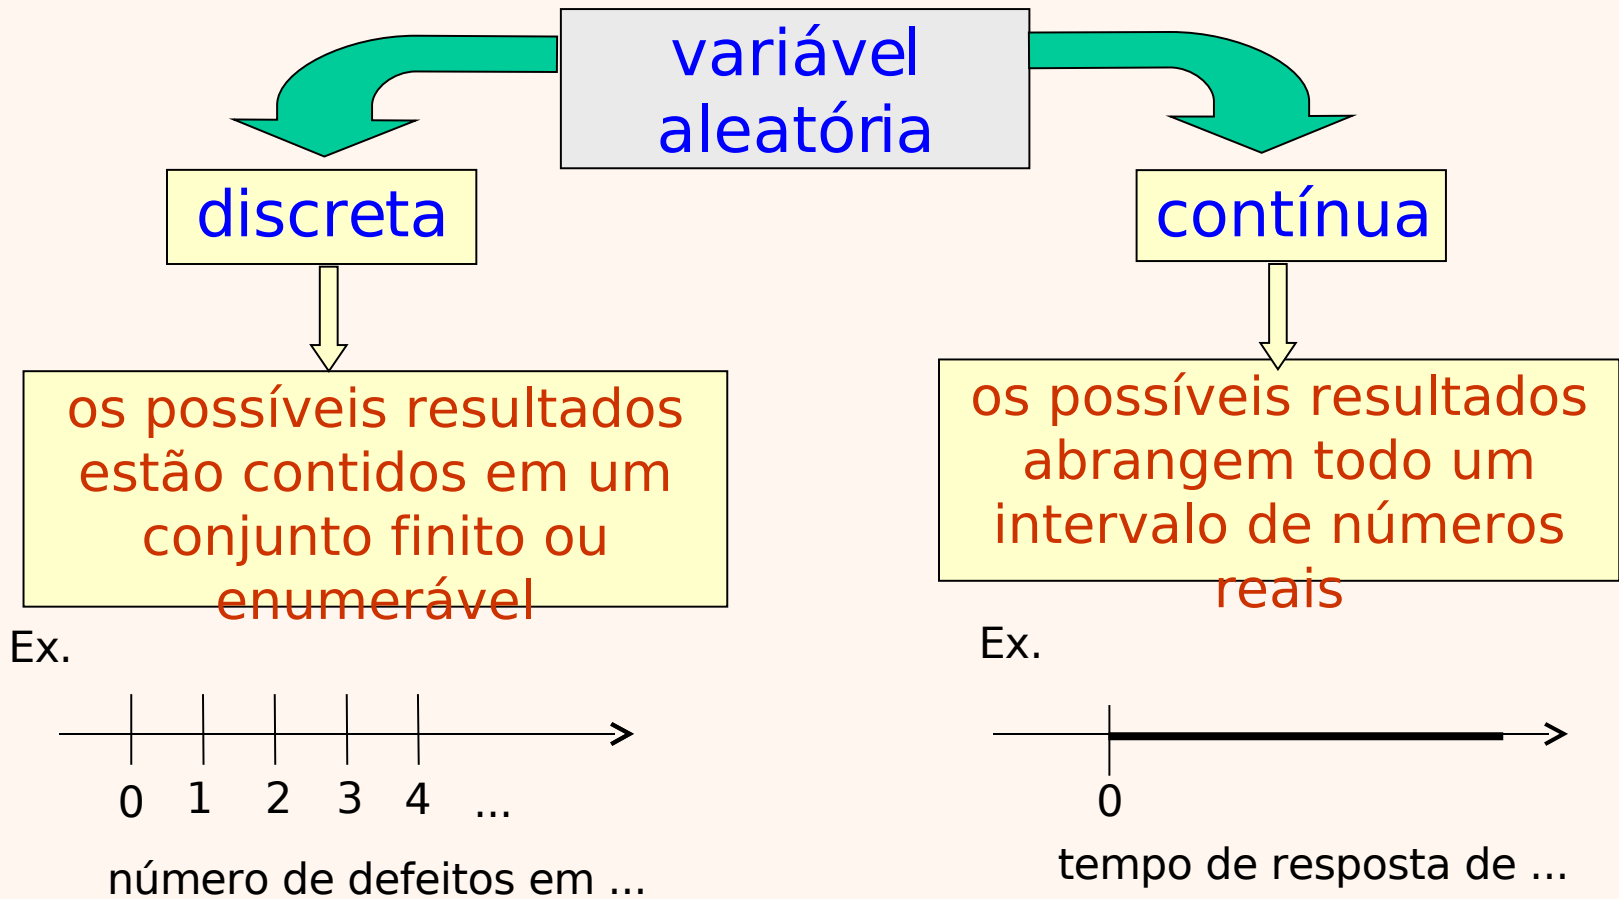 variável
aleatória
discreta
contínua
os possíveis resultados
estão contidos em um
conjunto finito ou
enumerável
os possíveis resultados
abrangem todo um
intervalo de números
reais
Ex.
0 1 2 3 4 ...
número de defeitos em ...
Ex.
0
tempo de resposta de ...